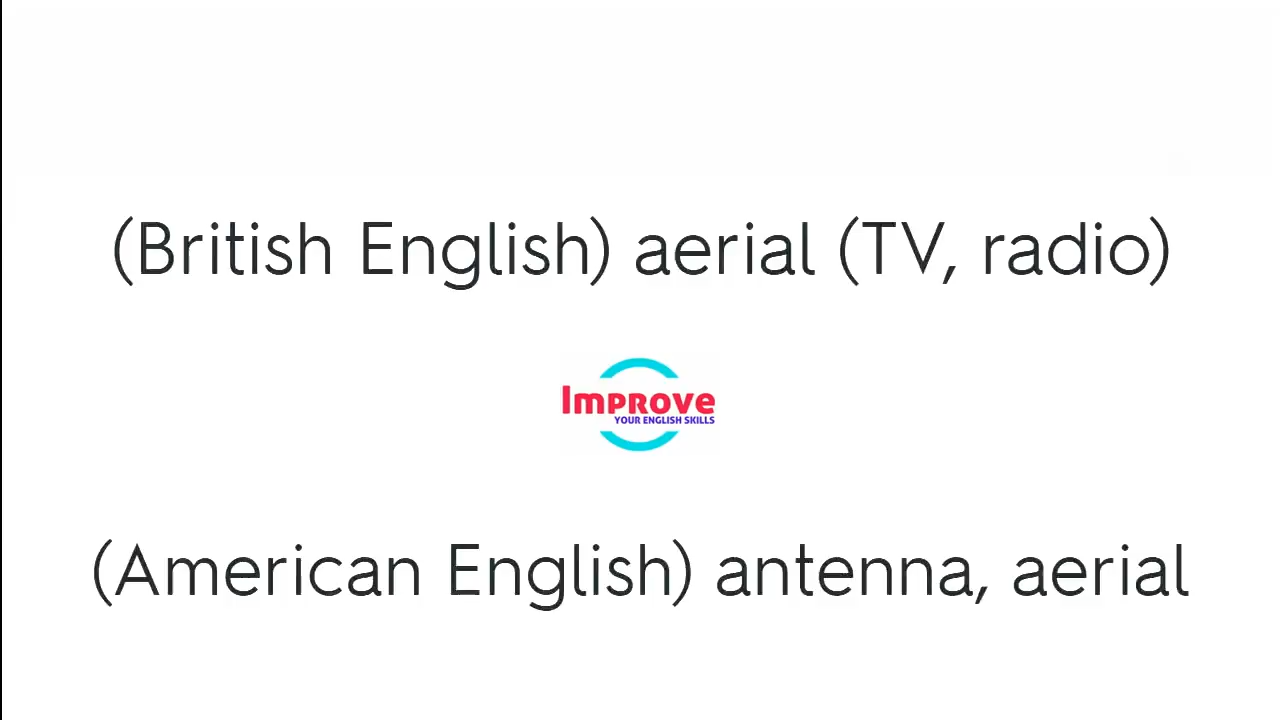 (British English) aerial (TV, radio)
Improve
YOUR ENGLISH SKILLS
(American English) antenna, aerial